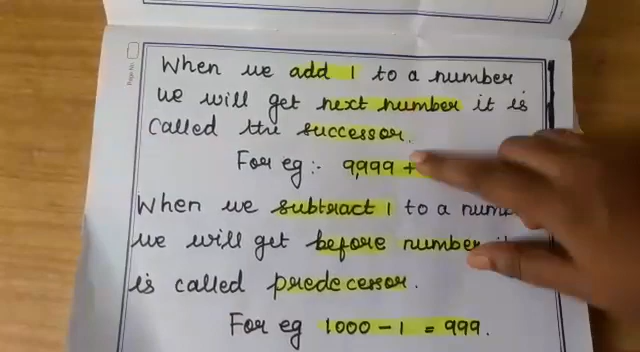 Page No.
When we add 1 to a number
we will get next number it is
called the successor.
For eg :- 9,999 +
When we subtract 1 to a
we will get before number
is called predecessor.
For eg 1000 - 1 = 999.